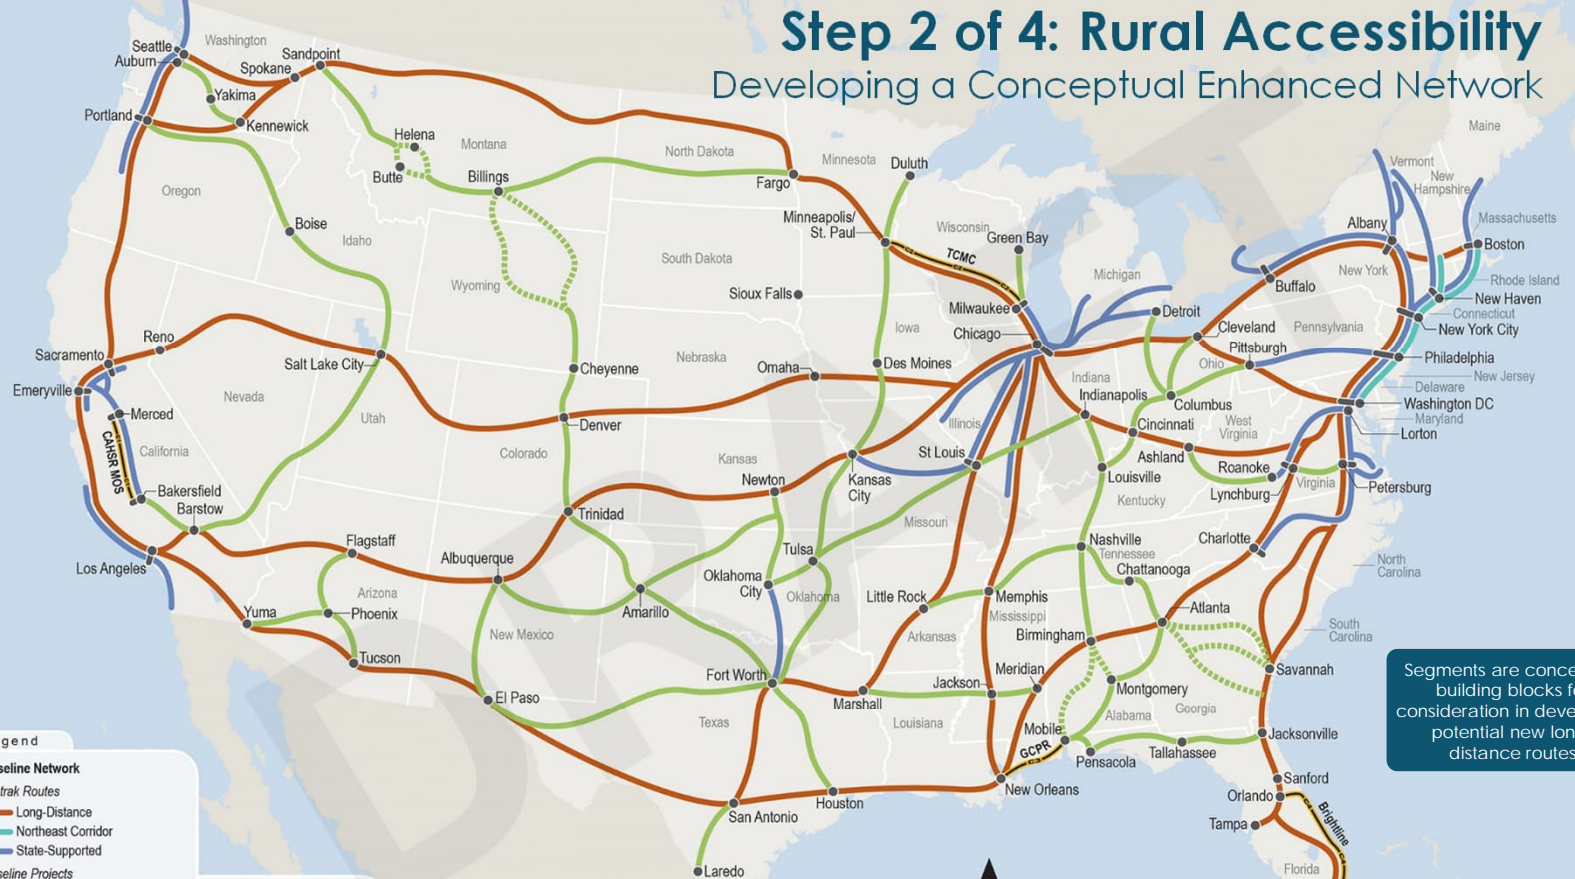 Step 2 of 4: Rural Accessibility
Developing a Conceptual Enhanced Network
Seattle
Auburn
Washington
Sandpoint
Spokane
Yakima
Portland
Kennewick
Helena
Montana
Butte
Billings
North Dakota
Fargo
Minnesota
Duluth
Maine
Vermont
New
Hampshire
Oregon
Boise
Idaho
Wyoming
South Dakota
Sioux Falls
Minneapolis/
St. Paul
Wisconsin
Green Bay
TCMC
Milwaukee
Chicago
Michigan
Detroit
Albany
Massachusetts
Boston
New York
Buffalo
Rhode Island
New Haven
Connecticut
New York City
Cleveland
Pennsylvania
Pittsburgh
Ohio
Philadelphia
New Jersey
Delaware
Washington DC
Maryland
Lorton
Reno
Sacramento
Salt Lake City
Emeryville
Nevada
Merced
Utah
California
CAHSR MOS
Bakersfield
Barstow
Los Angeles
Cheyenne
Nebraska
Omaha
Iowa
Des Moines
Denver
Colorado
Kansas
Newton
Kansas
City
Illinois
St Louis
Missouri
Indiana
Indianapolis
Columbus
Cincinnati
West
Virginia
Ashland
Louisville
Kentucky
Roanoke
Lynchburg
Virginia
Petersburg
Flagstaff
Albuquerque
Trinidad
Arizona
Yuma
Phoenix
Tucson
New Mexico
El Paso
Amarillo
Tulsa
Oklahoma
City
Oklahoma
Little Rock
Arkansas
Memphis
Mississippi
Nashville
Tennessee
Chattanooga
Charlotte
North
Carolina
South
Carolina
Atlanta
Birmingham
Meridian
Jackson
Montgomery
Alabama
Georgia
Savannah
Fort Worth
Texas
Marshall
Louisiana
Mobile
GCPR
Pensacola
Tallahassee
Jacksonville
New Orleans
Houston
San Antonio
Laredo
Sanford
Orlando
Tampa
Brightline
Florida
Segments are conce
building blocks f
consideration in deve
potential new lon
distance routes
gend
seline Network
trak Routes
Long-Distance
Northeast Corridor
State-Supported
seline Projects
DRAFT